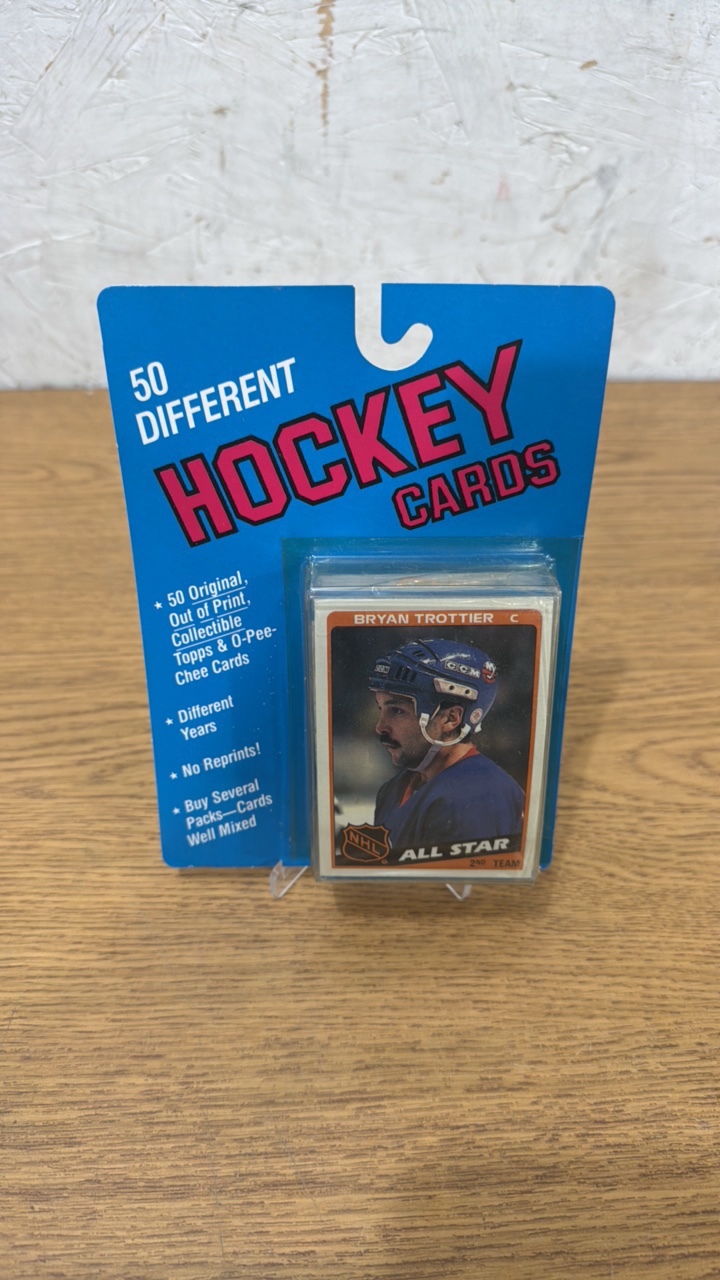 50
DIFFERENT
HOCKEY
CARDS
★ 50 Original,
Out of Print,
Collectible
Topps & O-Pee-
Chee Cards
★ Different
Years
★ No Reprints!
★ Buy Several
Packs—Cards
Well Mixed
BRYAN TROTTIER C
CCM
NHL
ALL STAR
2ND TEAM